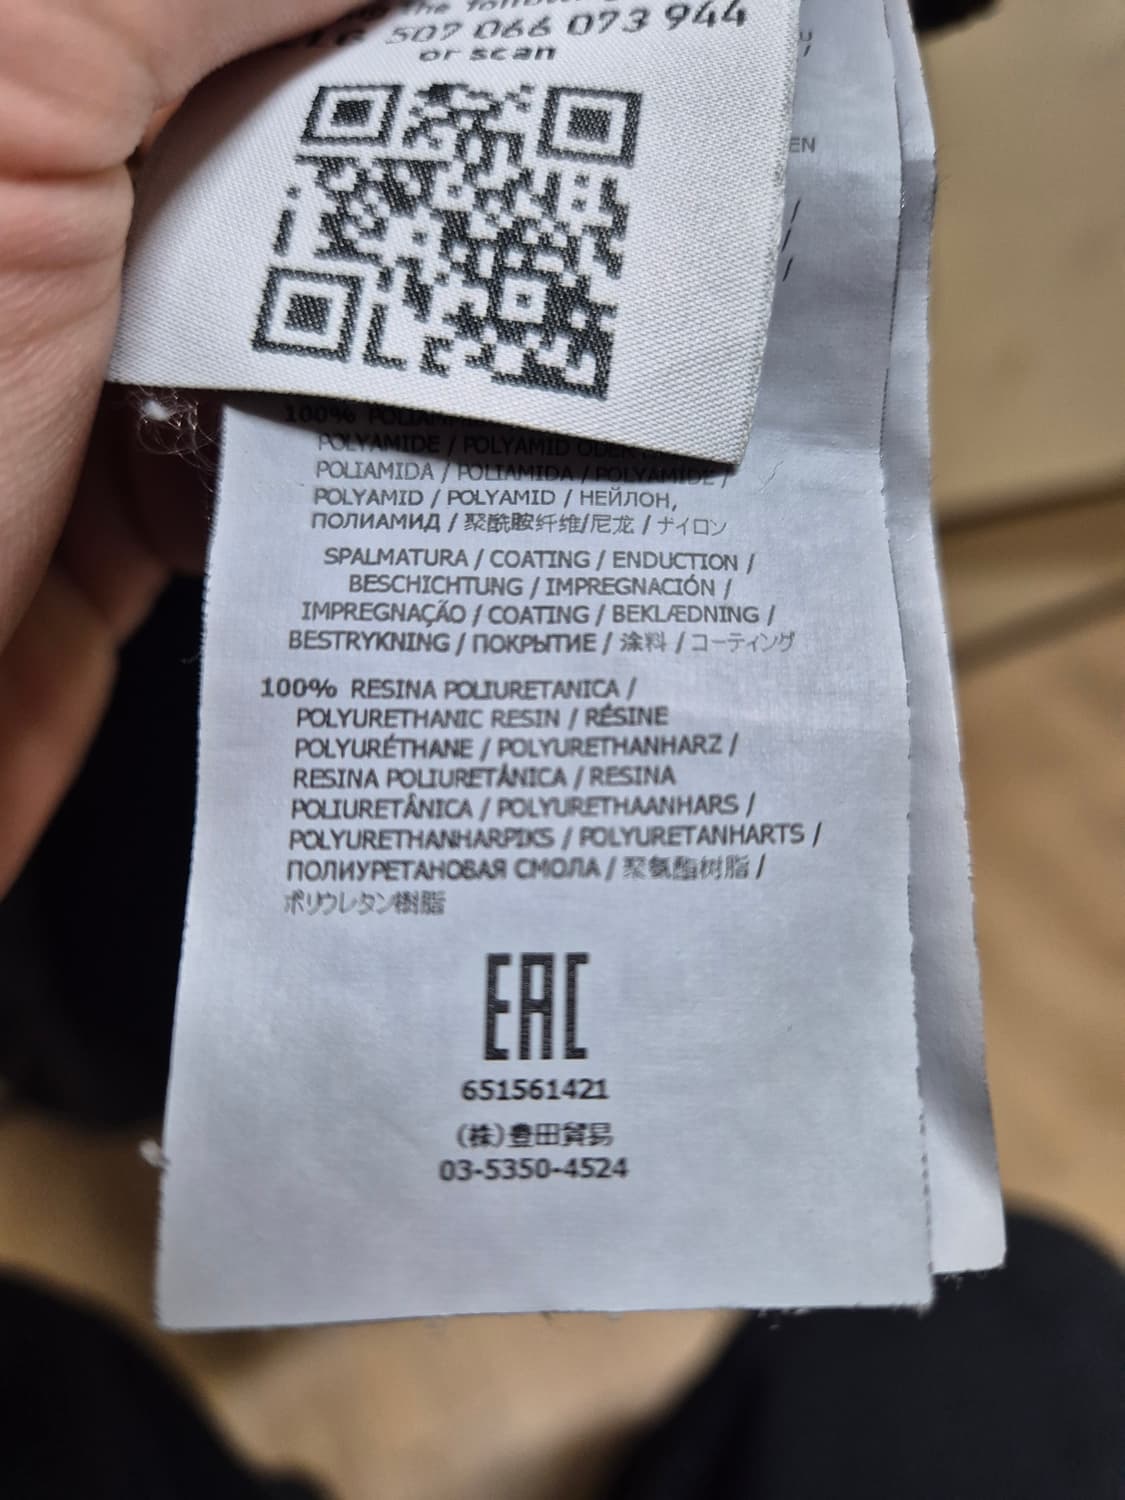 507 066 073 944
or scan
EN
100% POLIAMMI
POLYAMIDE / POLYAMID ODER
POLIAMIDA / POLIAMIDA / POLYAMIDE /
POLYAMID / POLYAMID / НЕЙЛОН,
ПОЛИАМИД / 聚酰胺纤维/尼龙 / ナイロン
SPALMATURA / COATING / ENDUCTION /
BESCHICHTUNG / IMPREGNACIÓN /
IMPREGNAÇÃO / COATING / BEKLÆDNING /
BESTRYKNING / ПОКРЫТИЕ / 涂料 / コーティング
100% RESINA POLIURETANICA /
POLYURETHANIC RESIN / RÉSINE
POLYURÉTHANE / POLYURETHANHARZ /
RESINA POLIURETÂNICA / RESINA
POLIURETÂNICA / POLYURETHAANHARS /
POLYURETHANHARPIKS / POLYURETANHARTS /
ПОЛИУРЕТАНОВАЯ СМОЛА / 聚氨酯树脂 /
ポリウレタン樹脂
EAC
651561421
(株)豊田貿易
03-5350-4524